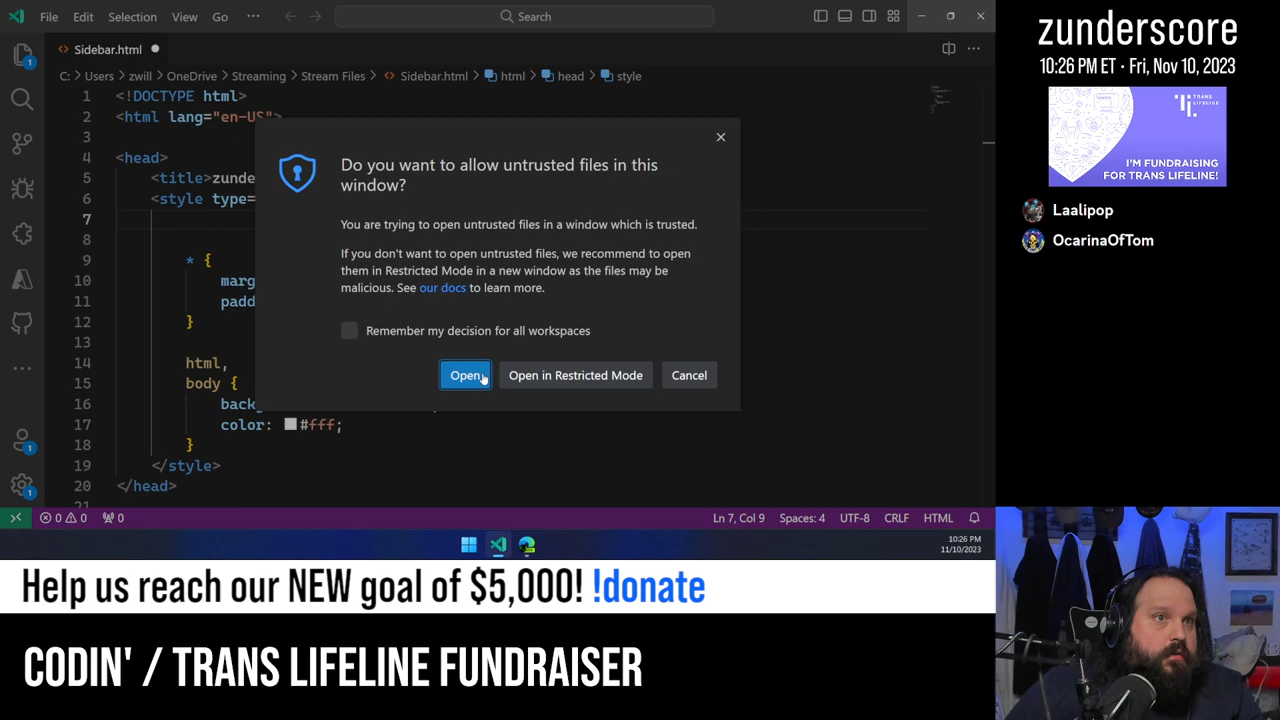 File Edit Selection View Go ··· Search
Sidebar.html
C: > Users > zwill > OneDrive > Streaming > Stream Files > Sidebar.html > html > head > style
1 <!DOCTYPE html>
2 <html lang="en-US">
3
4 <head>
5 <title>zunde
6 <style type=
7
8
9 * {
10 marg
11 padd
12 }
13
14 html,
15 body {
16 backg
17 color: #fff;
18 }
19 </style>
20 </head>
21
Do you want to allow untrusted files in this
window?
You are trying to open untrusted files in a window which is trusted.
If you don't want to open untrusted files, we recommend to open
them in Restricted Mode in a new window as the files may be
malicious. See our docs to learn more.
Remember my decision for all workspaces
Open Open in Restricted Mode Cancel
1
1
1
0 0 0 Ln 7, Col 9 Spaces: 4 UTF-8 CRLF HTML
10:26 PM
11/10/2023
zunderscore
10:26 PM ET · Fri, Nov 10, 2023
TRANS
LIFELINE
I'M FUNDRAISING
FOR TRANS LIFELINE!
Laalipop
OcarinaOfTom
Help us reach our NEW goal of $5,000! !donate
CODIN' / TRANS LIFELINE FUNDRAISER